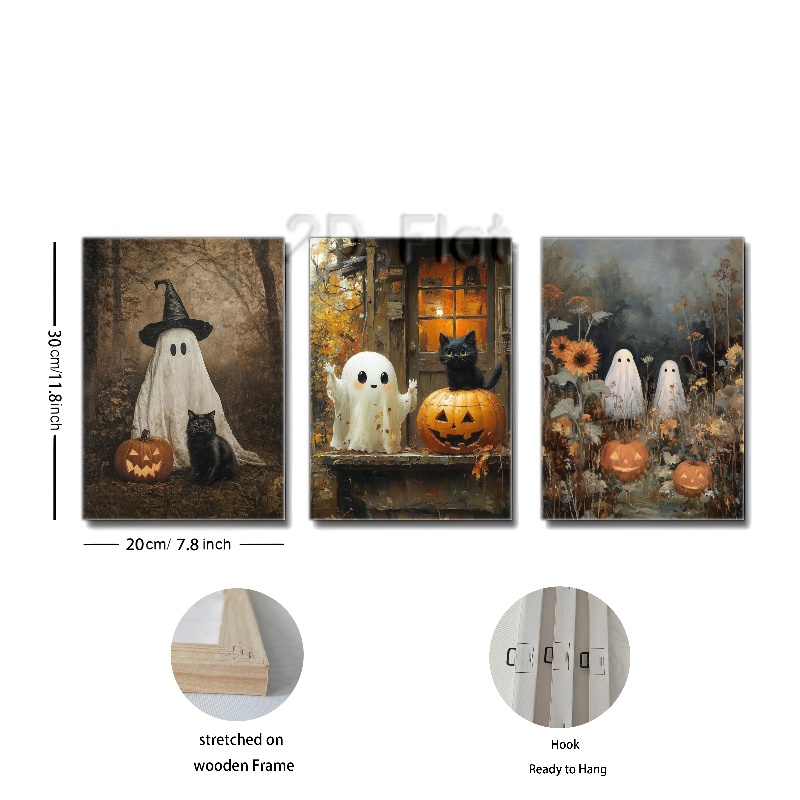 2D Flat
30cm/11.8inch
20cm/ 7.8 inch
stretched on
wooden Frame
Hook
Ready to Hang